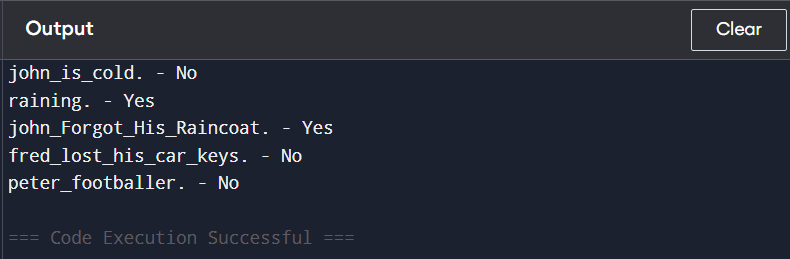 Output
Clear
john_is_cold. - No
raining. - Yes
john_Forgot_His_Raincoat. - Yes
fred_lost_his_car_keys. - No
peter_footballer. - No
=== Code Execution Successful ===